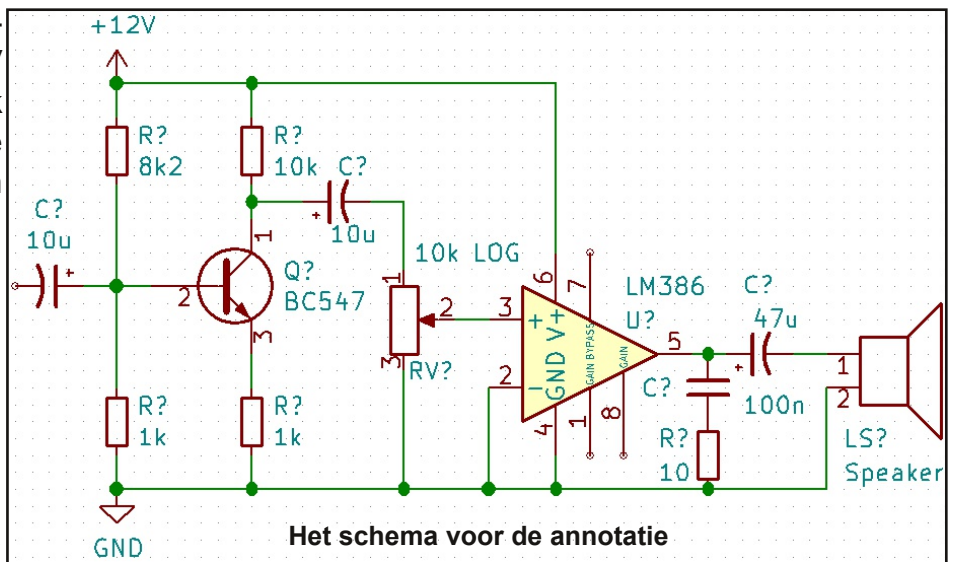 +12V
R?
8k2
R?
10k
C?
10u
C?
10u
1
2
3
Q?
BC547
10k LOG
1
2
3
RV?
R?
1k
R?
1k
LM386
U?
6
7
3
+
V+
2
–
GND
GAIN
BYPASS
GAIN
5
4
1
8
C?
47u
C?
100n
R?
10
1
2
LS?
Speaker
GND
Het schema voor de annotatie